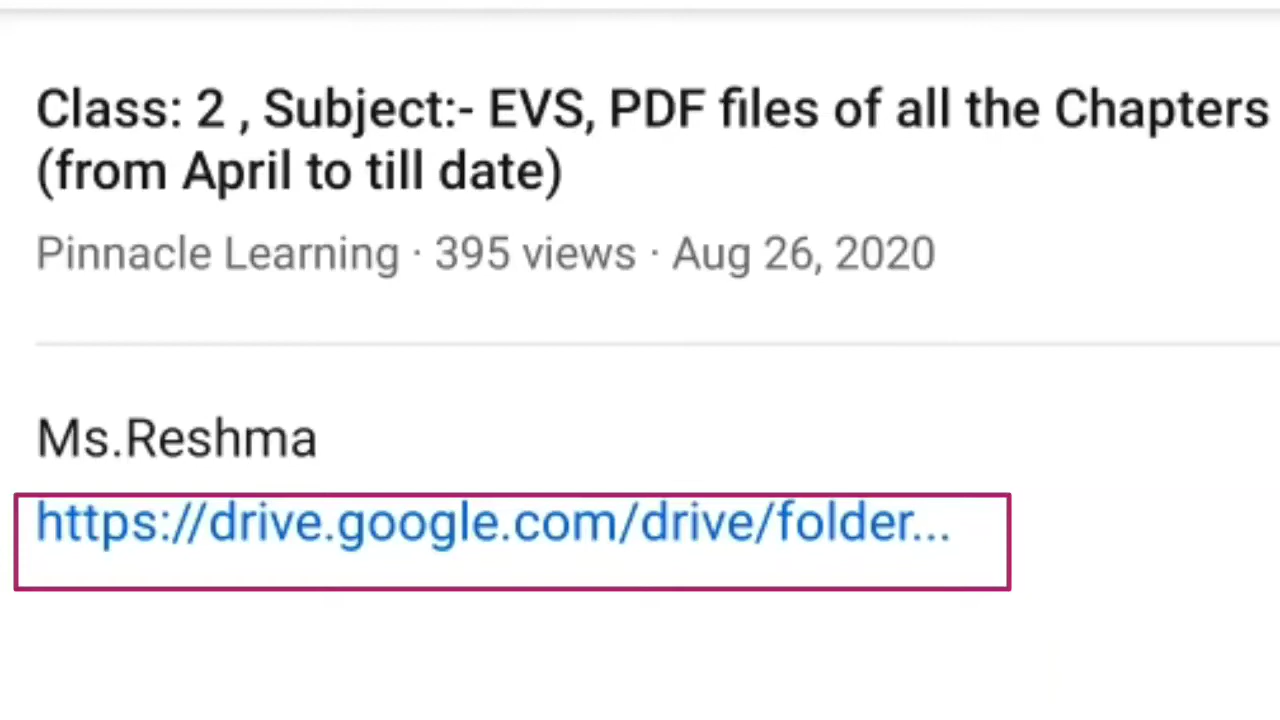 Class: 2 , Subject:- EVS, PDF files of all the Chapters
(from April to till date)
Pinnacle Learning · 395 views · Aug 26, 2020
Ms.Reshma
https://drive.google.com/drive/folder...